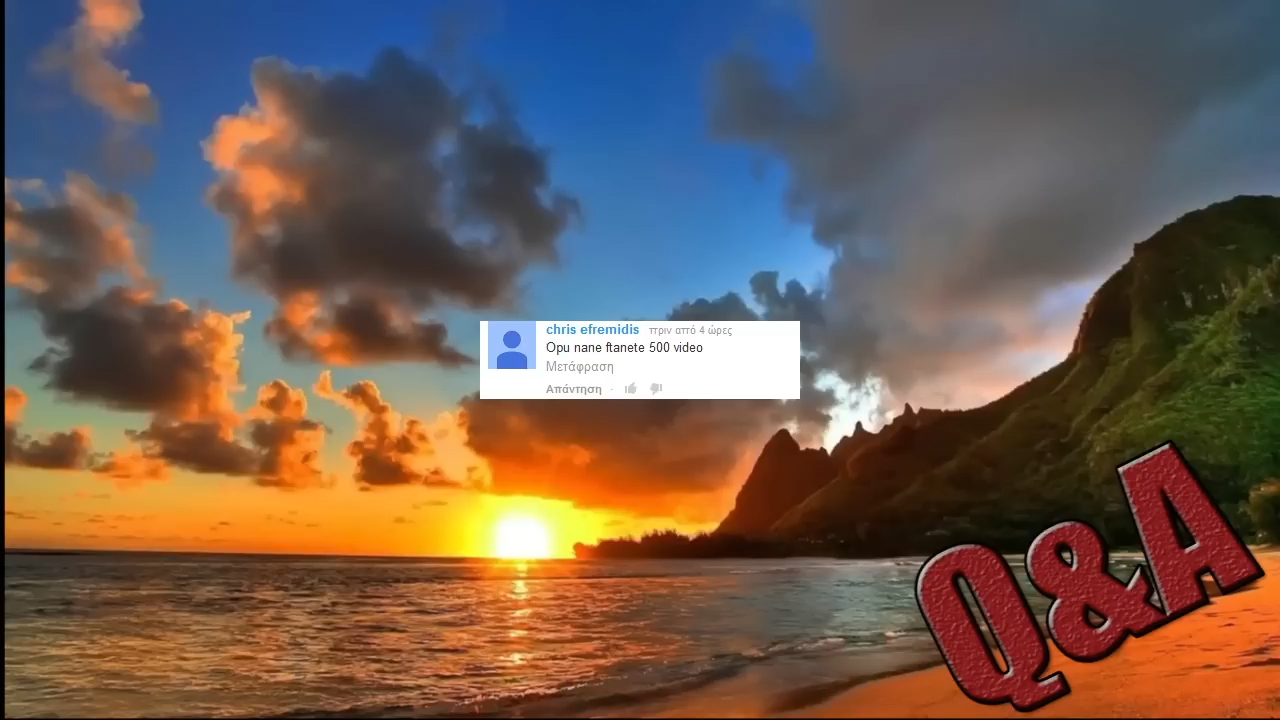 chris efremidis πριν από 4 ώρες
Opu nane ftanete 500 video
Μετάφραση
Απάντηση ·
Q&A